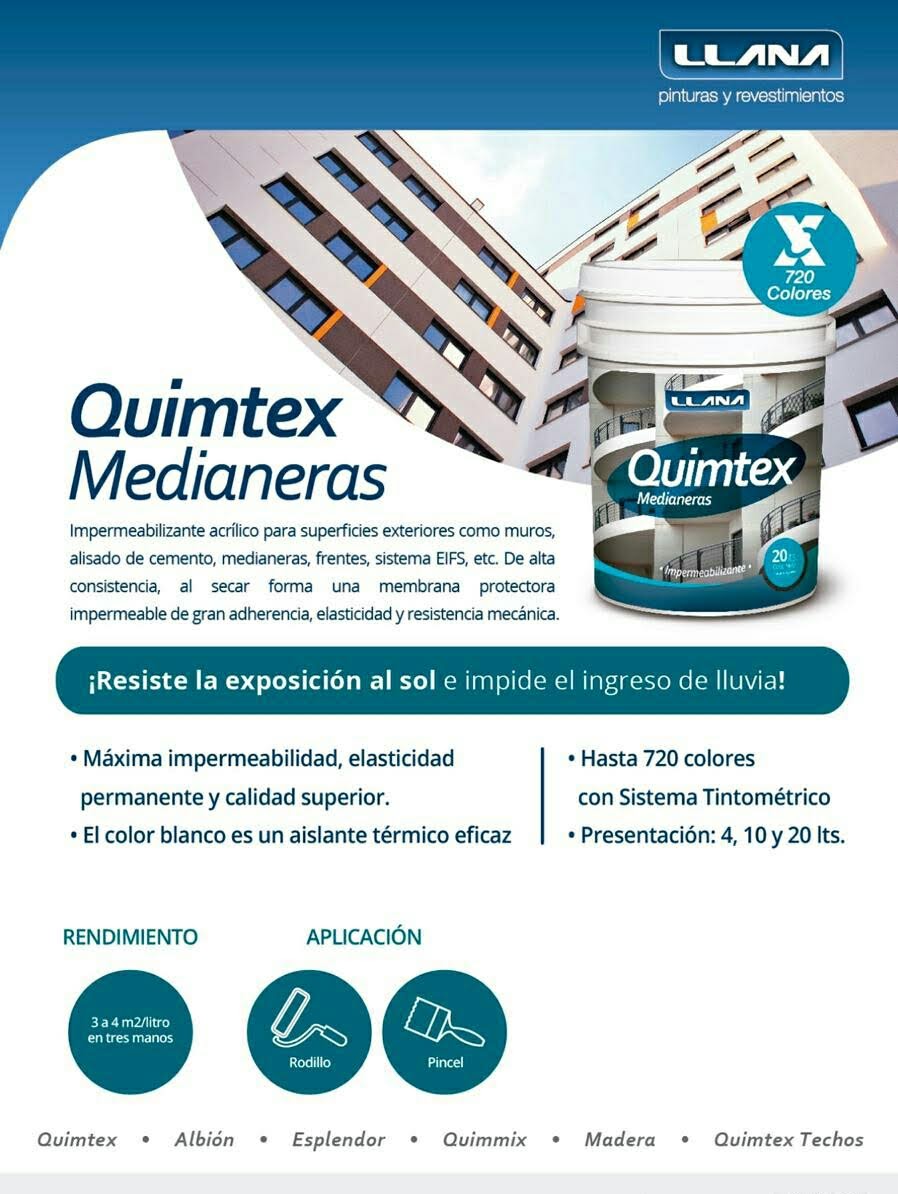 LLANA
pinturas y revestimientos
720
Colores
LLANA
Quimtex
Medianeras
• Impermeabilizante •
20
Quimtex
Medianeras
Impermeabilizante acrílico para superficies exteriores como muros,
alisado de cemento, medianeras, frentes, sistema EIFS, etc. De alta
consistencia, al secar forma una membrana protectora
impermeable de gran adherencia, elasticidad y resistencia mecánica.
¡Resiste la exposición al sol e impide el ingreso de lluvia!
• Máxima impermeabilidad, elasticidad
permanente y calidad superior.
• El color blanco es un aislante térmico eficaz
• Hasta 720 colores
con Sistema Tintométrico
• Presentación: 4, 10 y 20 lts.
RENDIMIENTO
3 a 4 m2/litro
en tres manos
APLICACIÓN
Rodillo
Pincel
Quimtex • Albión • Esplendor • Quimmix • Madera • Quimtex Techos